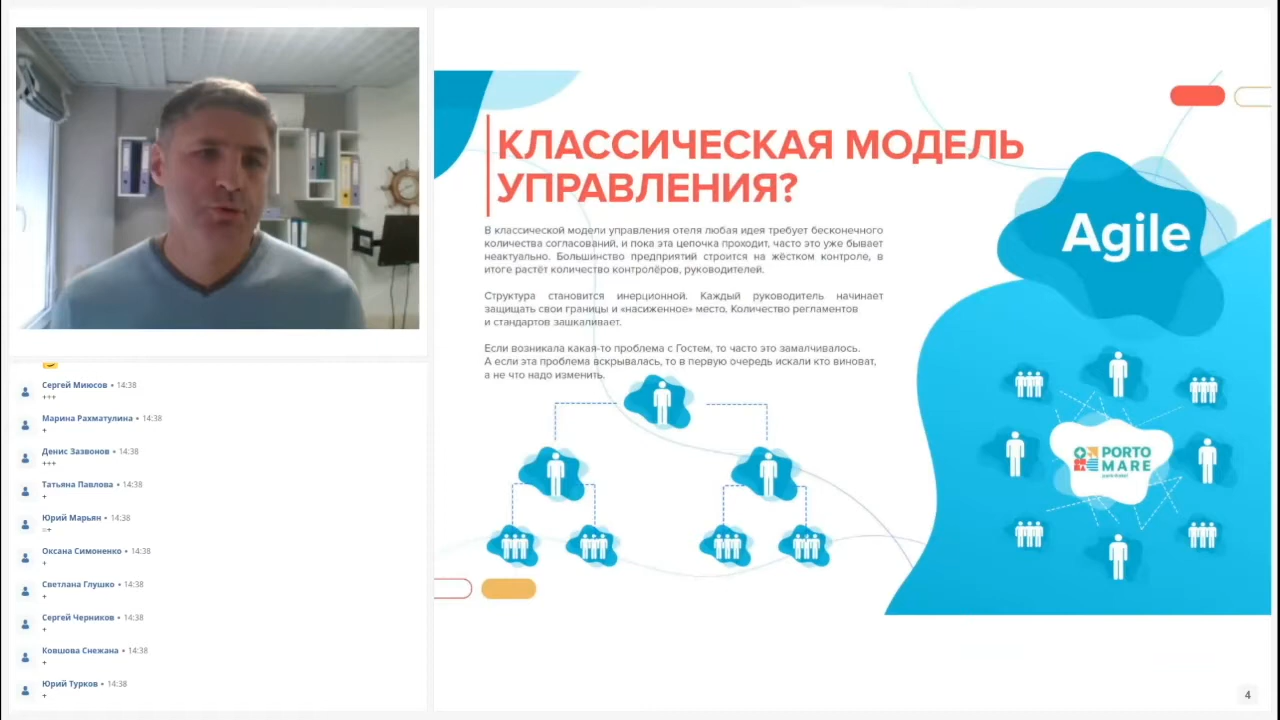 Сергей Миюсов • 14:38
+++
Марина Рахматулина • 14:38
+
Денис Зазвонов • 14:38
+++
Татьяна Павлова • 14:38
+
Юрий Марьян • 14:38
=+
Оксана Симоненко • 14:38
+
Светлана Глушко • 14:38
+
Сергей Черников • 14:38
+
Ковшова Снежана • 14:38
+
Юрий Турков • 14:38
+
КЛАССИЧЕСКАЯ МОДЕЛЬ
УПРАВЛЕНИЯ?
В классической модели управления отеля любая идея требует бесконечного
количества согласований, и пока эта цепочка проходит, часто это уже бывает
неактуально. Большинство предприятий строится на жёстком контроле, в
итоге растёт количество контролёров, руководителей.
Структура становится инерционной. Каждый руководитель начинает
защищать свои границы и «насиженное» место. Количество регламентов
и стандартов зашкаливает.
Если возникала какая-то проблема с Гостем, то часто это замалчивалось.
А если эта проблема вскрывалась, то в первую очередь искали кто виноват,
а не что надо изменить.
Agile
PORTO
MARE
4